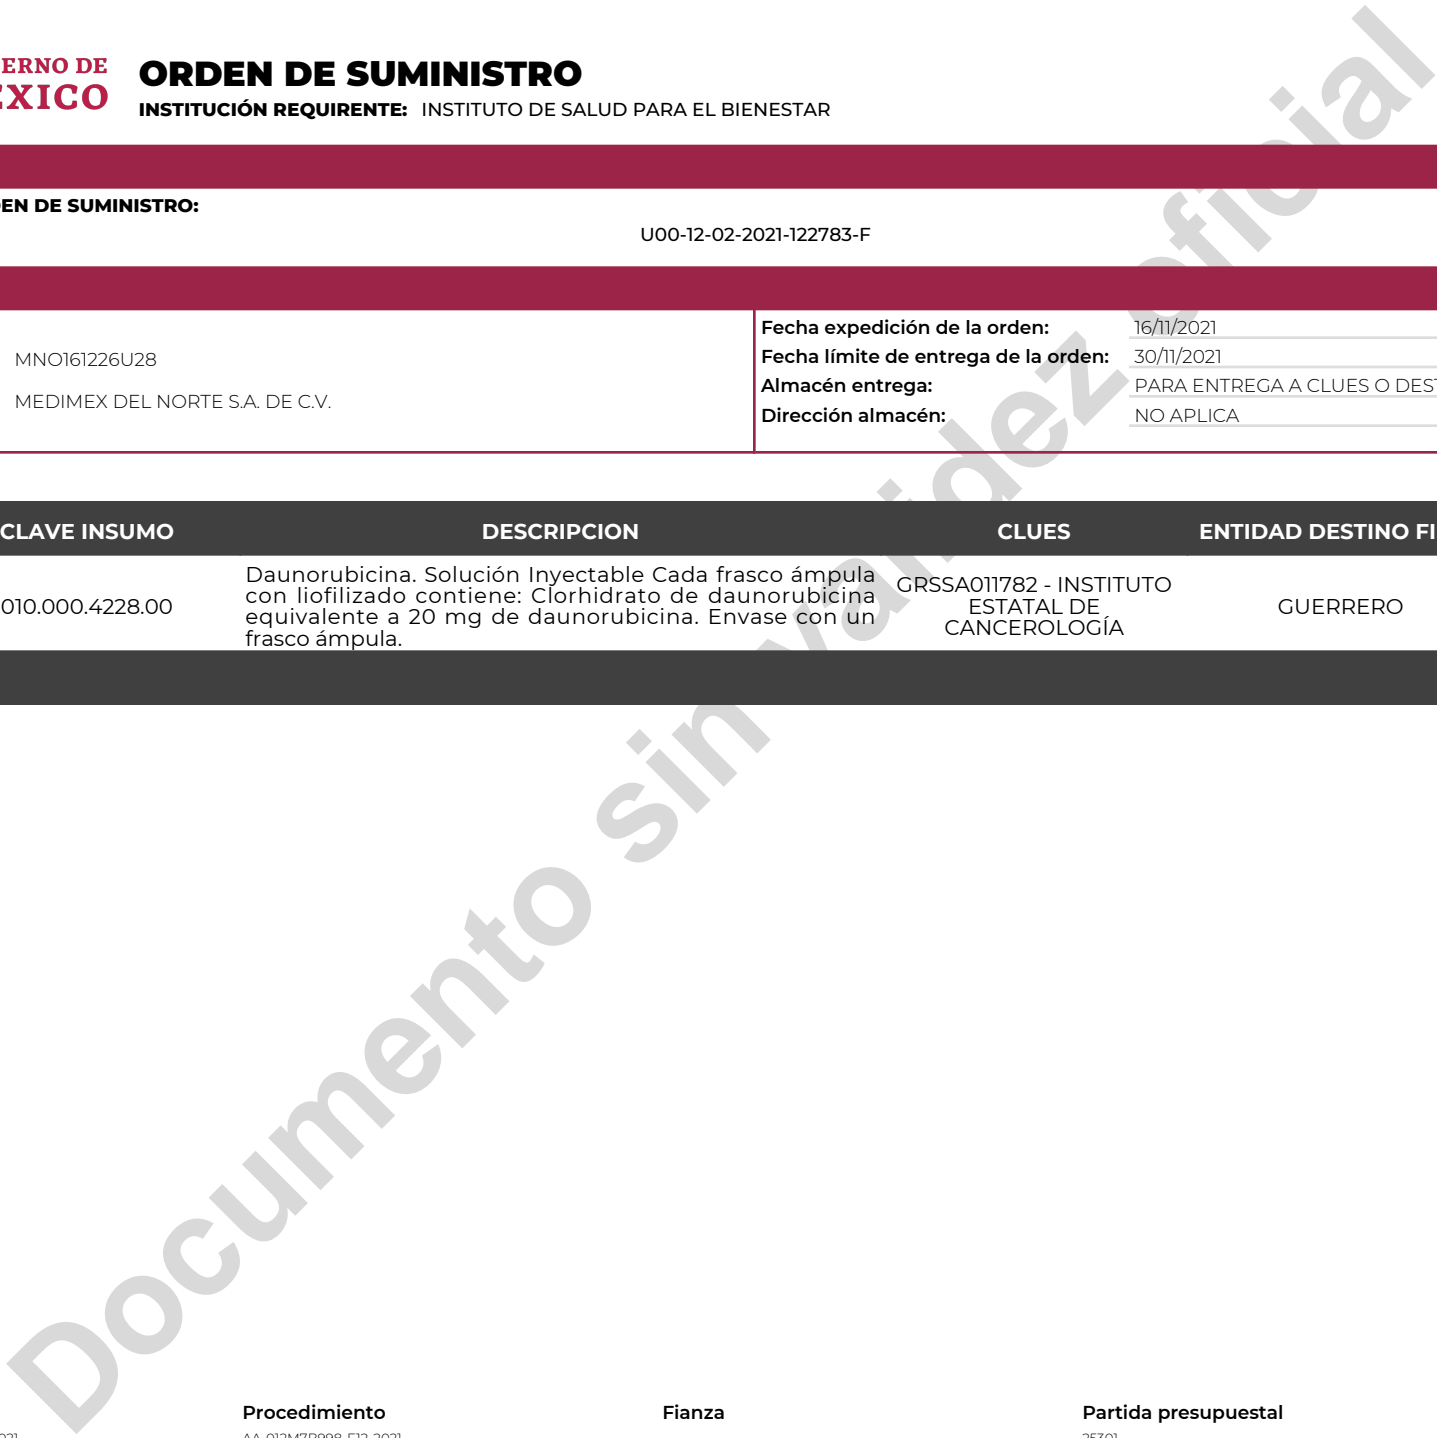 ERNO DE
ÉXICO
ORDEN DE SUMINISTRO
INSTITUCIÓN REQUIRENTE: INSTITUTO DE SALUD PARA EL BIENESTAR
EN DE SUMINISTRO:
U00-12-02-2021-122783-F
MNO161226U28
MEDIMEX DEL NORTE S.A. DE C.V.
Fecha expedición de la orden: 16/11/2021
Fecha límite de entrega de la orden: 30/11/2021
Almacén entrega: PARA ENTREGA A CLUES O DEST
Dirección almacén: NO APLICA
CLAVE INSUMO DESCRIPCION CLUES ENTIDAD DESTINO FI
010.000.4228.00
Daunorubicina. Solución Inyectable Cada frasco ámpula
con liofilizado contiene: Clorhidrato de daunorubicina
equivalente a 20 mg de daunorubicina. Envase con un
frasco ámpula.
GRSSA011782 - INSTITUTO
ESTATAL DE
CANCEROLOGÍA
GUERRERO
Documento sin validez oficial
Procedimiento Fianza Partida presupuestal